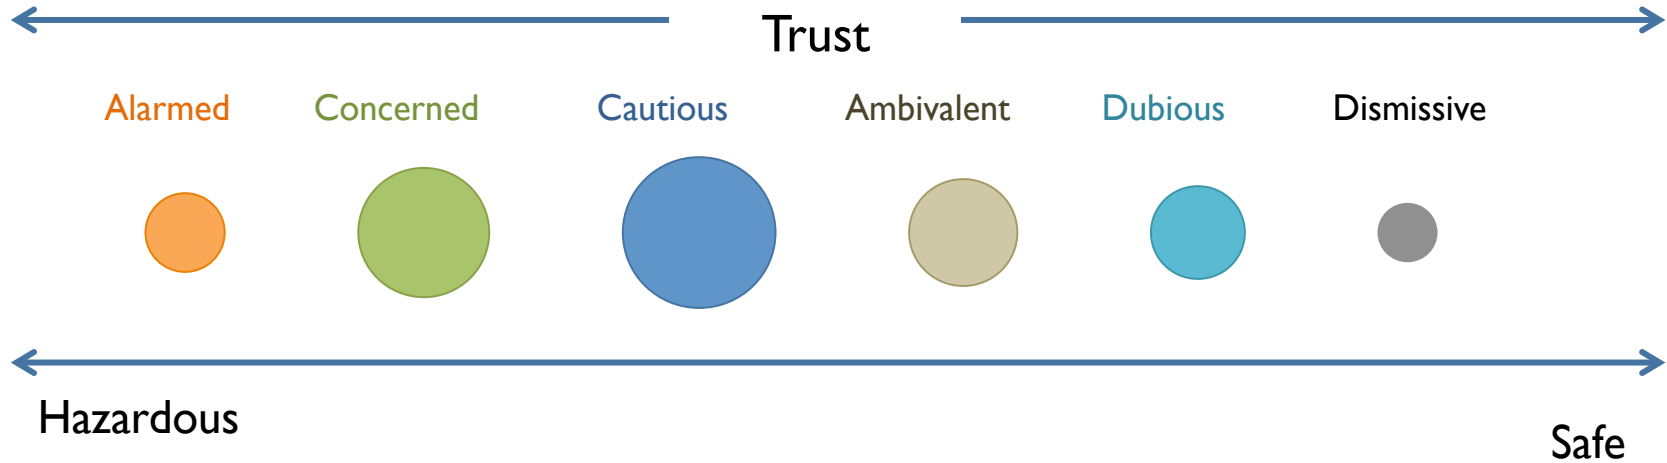 Trust
Alarmed Concerned Cautious Ambivalent Dubious Dismissive
Hazardous
Safe